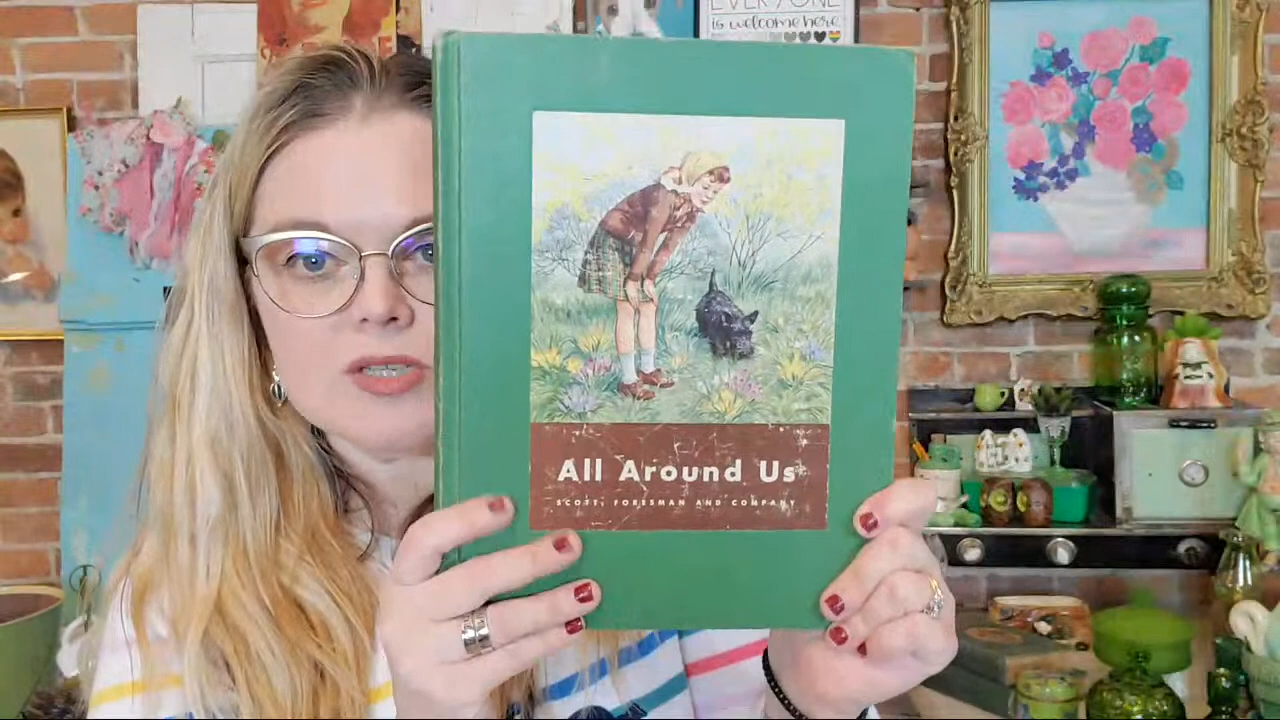 EVERYONE
is welcome here
All Around Us
SCOTT, FORESMAN AND COMPANY